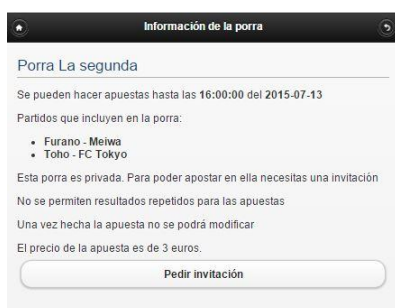 Información de la porra
Porra La segunda
Se pueden hacer apuestas hasta las 16:00:00 del 2015-07-13
Partidos que incluyen en la porra:
Furano - Meiwa
Toho - FC Tokyo
Esta porra es privada. Para poder apostar en ella necesitas una invitación
No se permiten resultados repetidos para las apuestas
Una vez hecha la apuesta no se podrá modificar
El precio de la apuesta es de 3 euros.
Pedir invitación